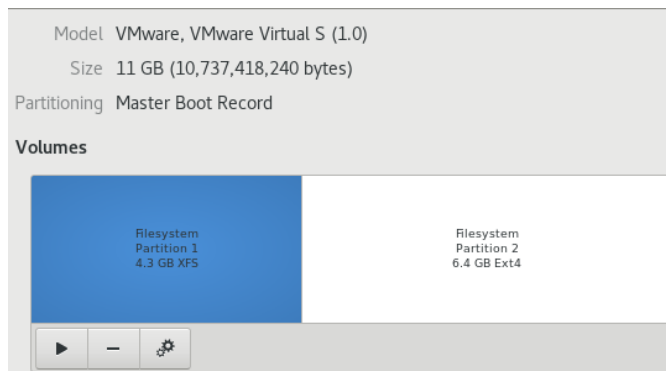 Model VMware, VMware Virtual S (1.0)
Size 11 GB (10,737,418,240 bytes)
Partitioning Master Boot Record
Volumes
Filesystem
Partition 1
4.3 GB XFS
Filesystem
Partition 2
6.4 GB Ext4